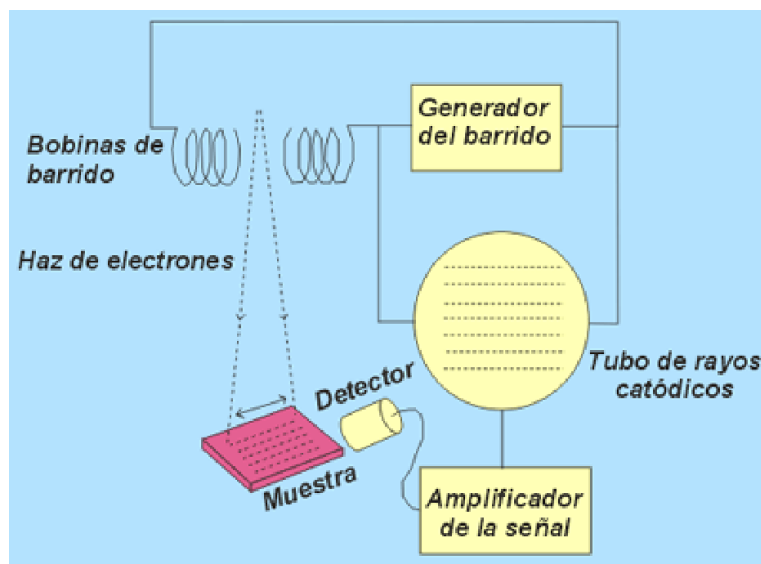 Generador
del barrido
Bobinas de
barrido
Haz de electrones
Tubo de rayos
catódicos
Detector
Muestra
Amplificador
de la señal